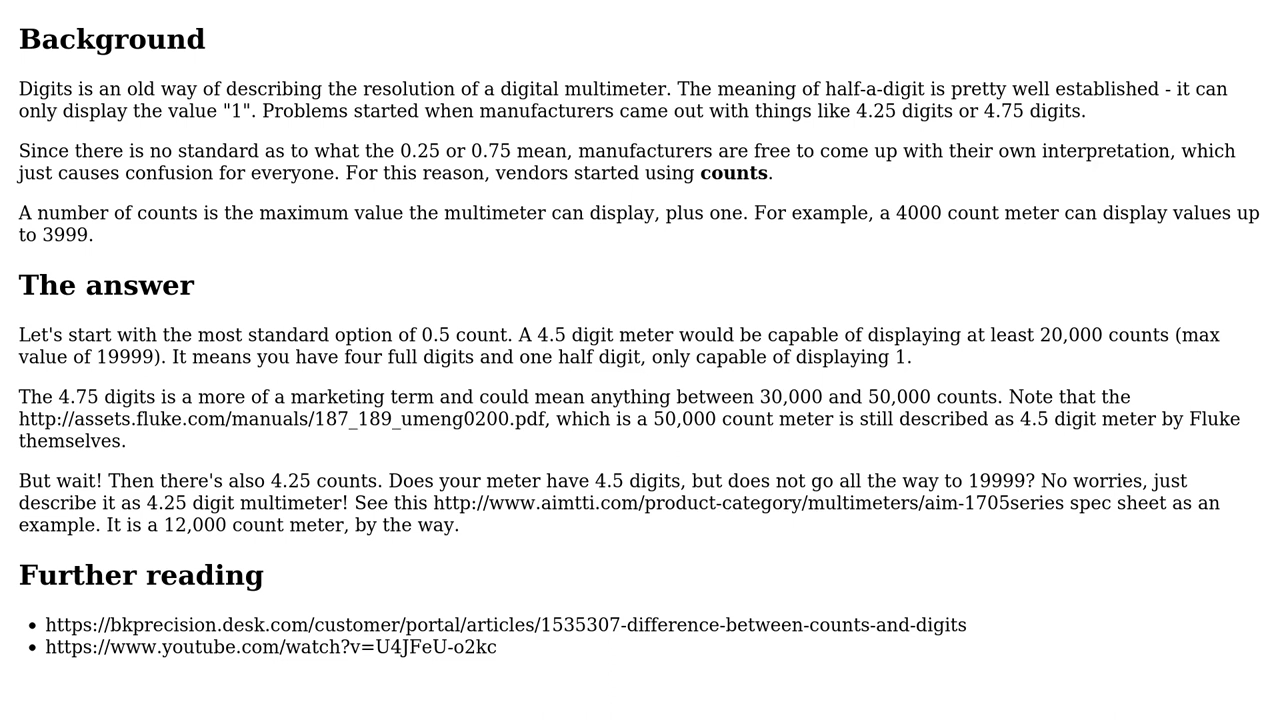 Background
Digits is an old way of describing the resolution of a digital multimeter. The meaning of half-a-digit is pretty well established - it can
only display the value "1". Problems started when manufacturers came out with things like 4.25 digits or 4.75 digits.
Since there is no standard as to what the 0.25 or 0.75 mean, manufacturers are free to come up with their own interpretation, which
just causes confusion for everyone. For this reason, vendors started using counts.
A number of counts is the maximum value the multimeter can display, plus one. For example, a 4000 count meter can display values up
to 3999.
The answer
Let's start with the most standard option of 0.5 count. A 4.5 digit meter would be capable of displaying at least 20,000 counts (max
value of 19999). It means you have four full digits and one half digit, only capable of displaying 1.
The 4.75 digits is a more of a marketing term and could mean anything between 30,000 and 50,000 counts. Note that the
http://assets.fluke.com/manuals/187_189_umeng0200.pdf, which is a 50,000 count meter is still described as 4.5 digit meter by Fluke
themselves.
But wait! Then there's also 4.25 counts. Does your meter have 4.5 digits, but does not go all the way to 19999? No worries, just
describe it as 4.25 digit multimeter! See this http://www.aimtti.com/product-category/multimeters/aim-1705series spec sheet as an
example. It is a 12,000 count meter, by the way.
Further reading
• https://bkprecision.desk.com/customer/portal/articles/1535307-difference-between-counts-and-digits
• https://www.youtube.com/watch?v=U4JFeU-o2kc